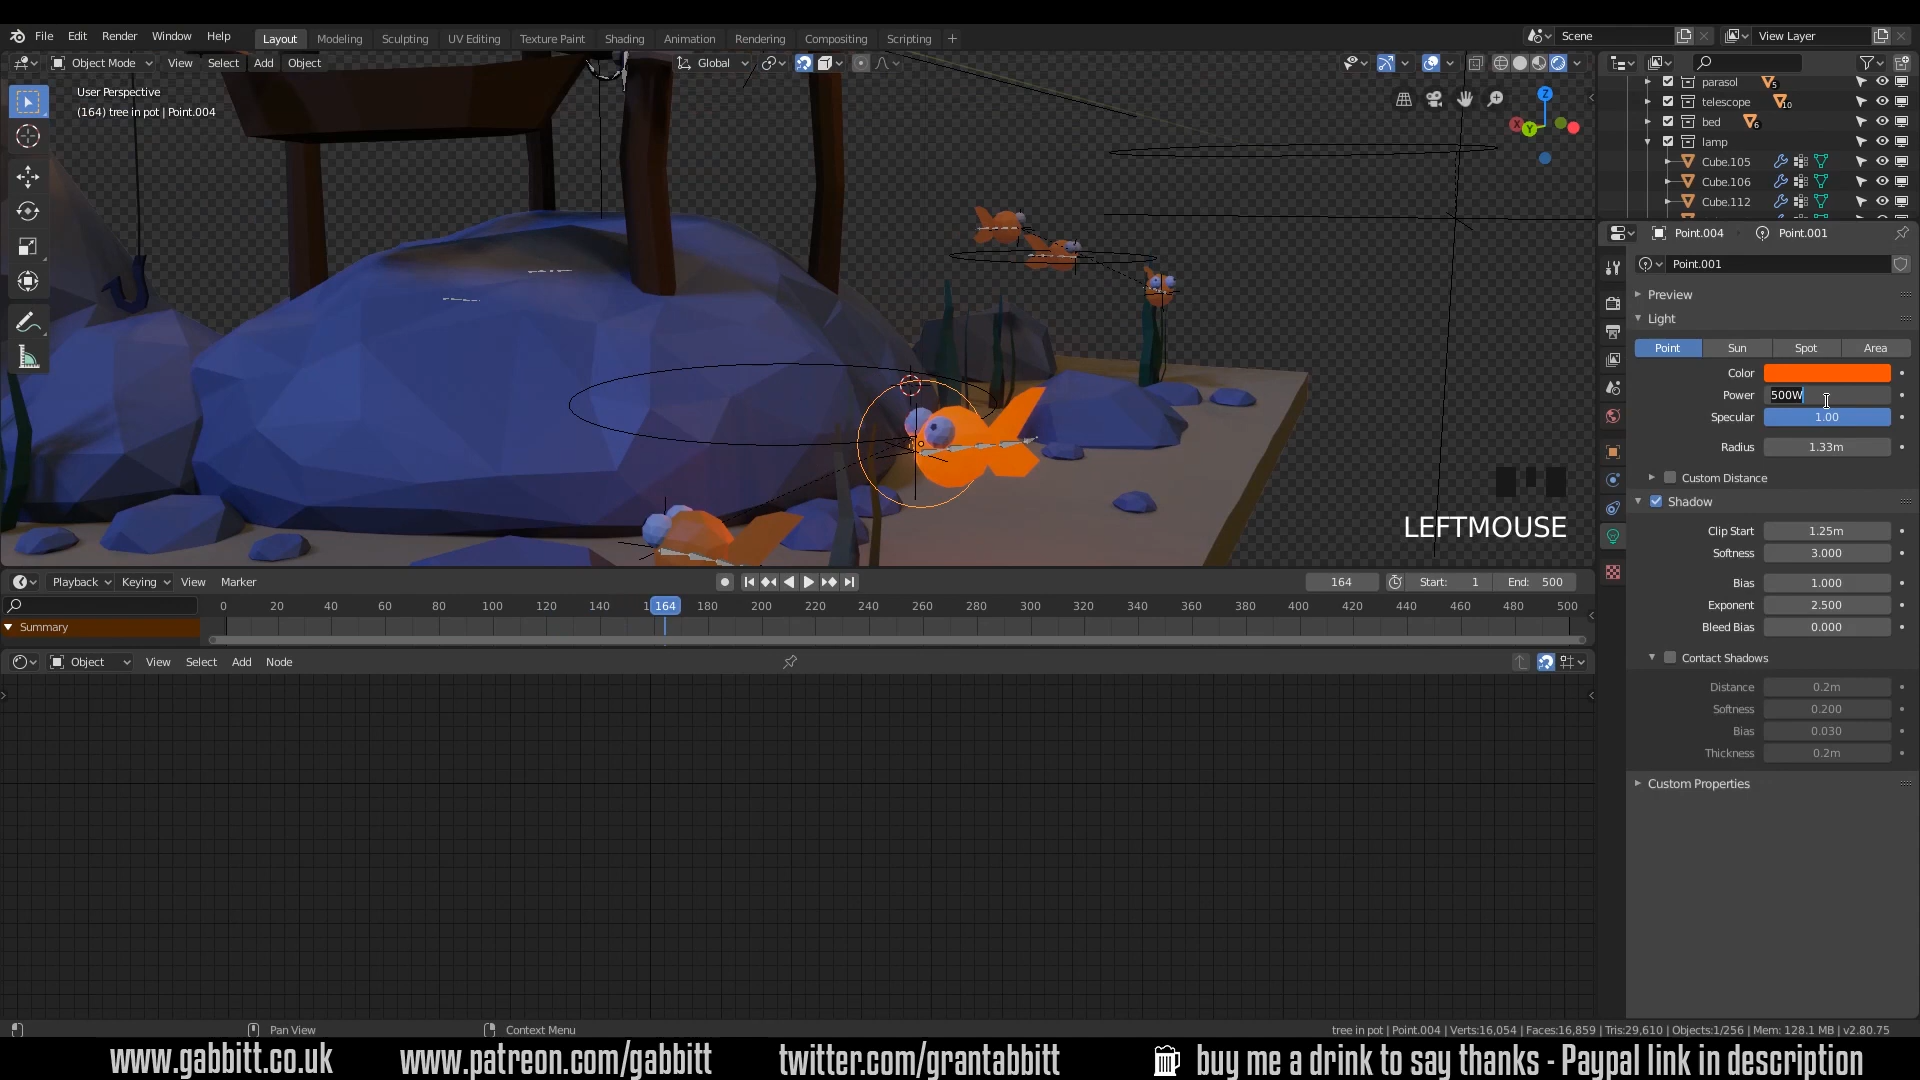 File Edit Render Window Help Layout Modeling Sculpting UV Editing Texture Paint Shading Animation Rendering Compositing Scripting + Scene View Layer
Object Mode View Select Add Object Global
User Perspective
(164) tree in pot | Point.004
Z
X
Y
parasol 5
telescope 10
bed 6
lamp
Cube.105
Cube.106
Cube.112
Point.004 Point.001
Point.001
Preview
Light
Point Sun Spot Area
Color
Power 500W
Specular 1.00
Radius 1.33m
Custom Distance
Shadow
Clip Start 1.25m
Softness 3.000
Bias 1.000
Exponent 2.500
Bleed Bias 0.000
Contact Shadows
Distance 0.2m
Softness 0.200
Bias 0.030
Thickness 0.2m
Custom Properties
LEFTMOUSE
Playback Keying View Marker 164 Start: 1 End: 500
0 20 40 60 80 100 120 140 164 180 200 220 240 260 280 300 320 340 360 380 400 420 440 460 480 500
Summary
Object View Select Add Node
Pan View Context Menu tree in pot | Point.004 | Verts:16,054 | Faces:16,859 | Tris:29,610 | Objects:1/256 | Mem: 128.1 MB | v2.80.75
www.gabbitt.co.uk www.patreon.com/gabbitt twitter.com/grantabbitt buy me a drink to say thanks - Paypal link in description